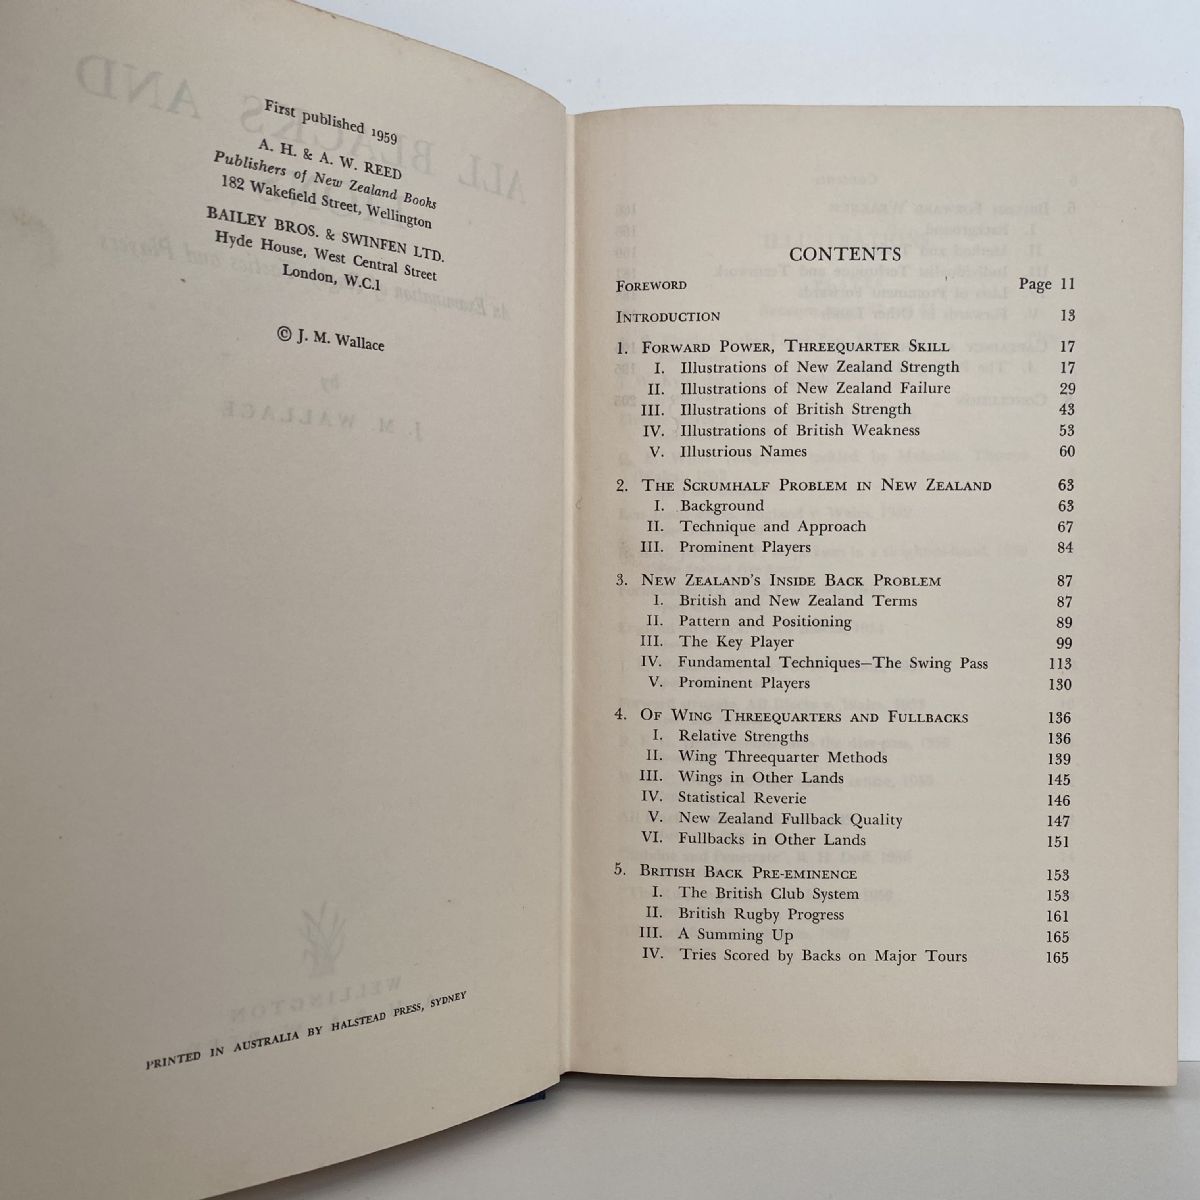 First published 1959
A. H. & A. W. REED
Publishers of New Zealand Books
182 Wakefield Street, Wellington
BAILEY BROS. & SWINFEN LTD.
Hyde House, West Central Street
London, W.C.1
© J. M. Wallace
PRINTED IN AUSTRALIA BY HALSTEAD PRESS, SYDNEY
CONTENTS
FOREWORD Page 11
INTRODUCTION 13
1. FORWARD POWER, THREEQUARTER SKILL 17
I. Illustrations of New Zealand Strength 17
II. Illustrations of New Zealand Failure 29
III. Illustrations of British Strength 43
IV. Illustrations of British Weakness 53
V. Illustrious Names 60
2. THE SCRUMHALF PROBLEM IN NEW ZEALAND 63
I. Background 63
II. Technique and Approach 67
III. Prominent Players 84
3. NEW ZEALAND'S INSIDE BACK PROBLEM 87
I. British and New Zealand Terms 87
II. Pattern and Positioning 89
III. The Key Player 99
IV. Fundamental Techniques—The Swing Pass 113
V. Prominent Players 130
4. OF WING THREEQUARTERS AND FULLBACKS 136
I. Relative Strengths 136
II. Wing Threequarter Methods 139
III. Wings in Other Lands 145
IV. Statistical Reverie 146
V. New Zealand Fullback Quality 147
VI. Fullbacks in Other Lands 151
5. BRITISH BACK PRE-EMINENCE 153
I. The British Club System 153
II. British Rugby Progress 161
III. A Summing Up 165
IV. Tries Scored by Backs on Major Tours 165